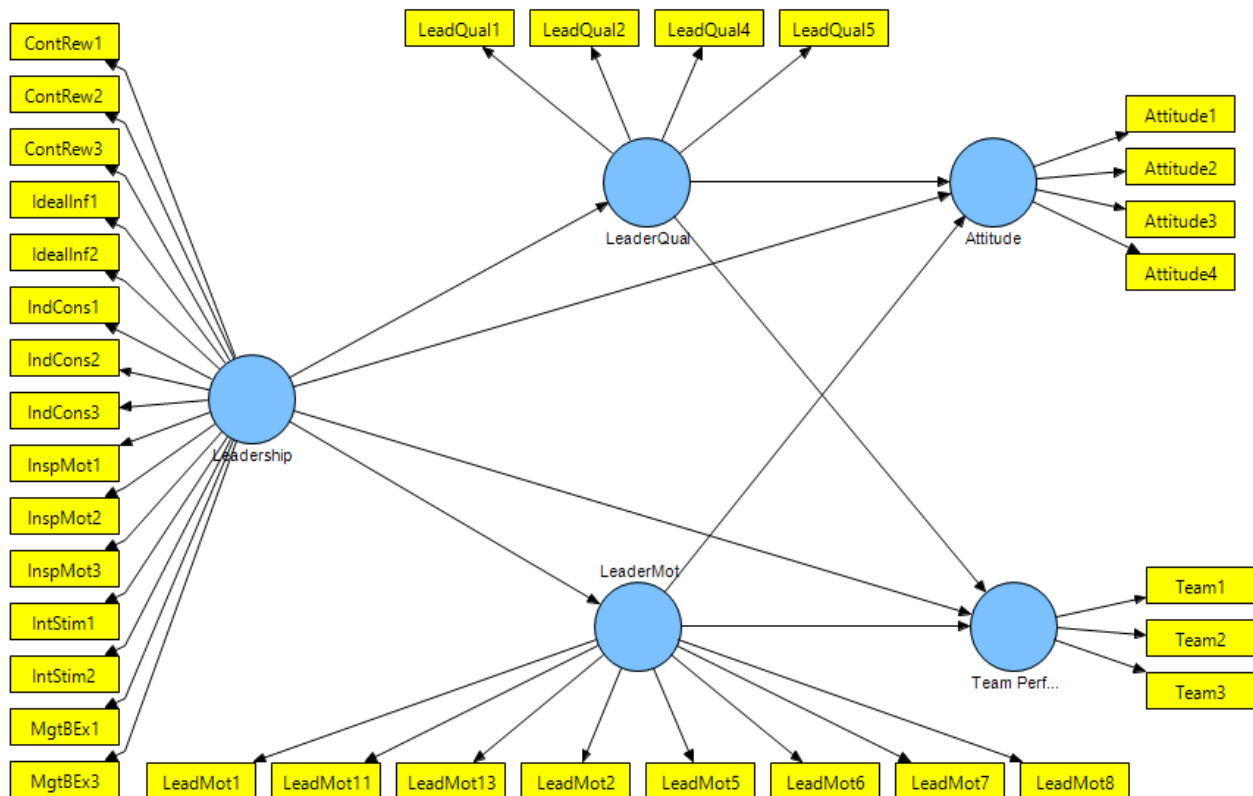 ContRew1
ContRew2
ContRew3
IdealInf1
IdealInf2
IndCons1
IndCons2
IndCons3
InspMot1
InspMot2
InspMot3
IntStim1
IntStim2
MgtBEx1
MgtBEx3
Leadership
LeadQual1
LeadQual2
LeadQual4
LeadQual5
LeaderQual
Attitude
Attitude1
Attitude2
Attitude3
Attitude4
LeaderMot
Team Perf...
Team1
Team2
Team3
LeadMot1
LeadMot11
LeadMot13
LeadMot2
LeadMot5
LeadMot6
LeadMot7
LeadMot8